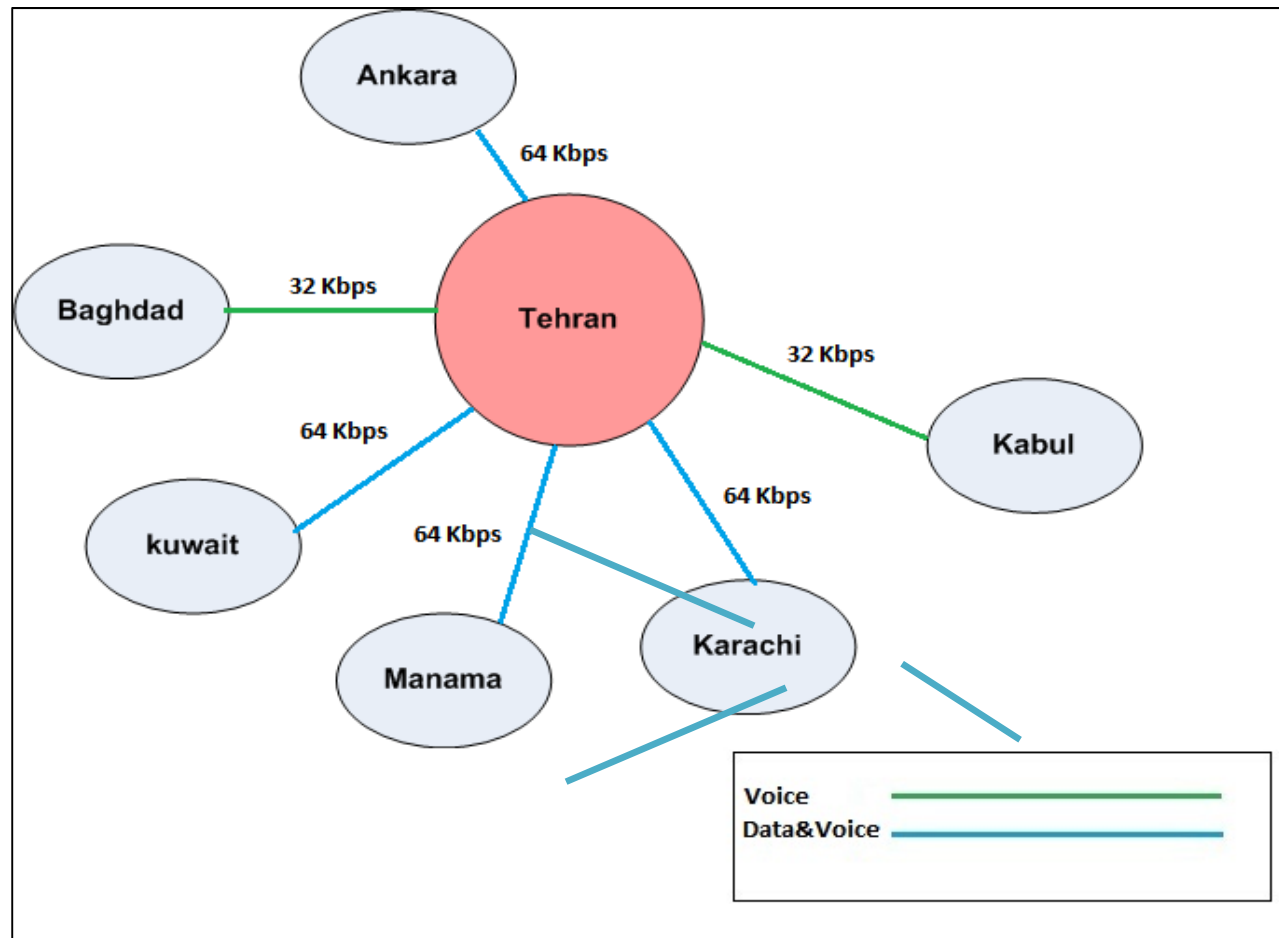 Ankara
64 Kbps
Baghdad
32 Kbps
Tehran
32 Kbps
Kabul
64 Kbps
kuwait
64 Kbps
64 Kbps
Manama
Karachi
Voice
Data&Voice